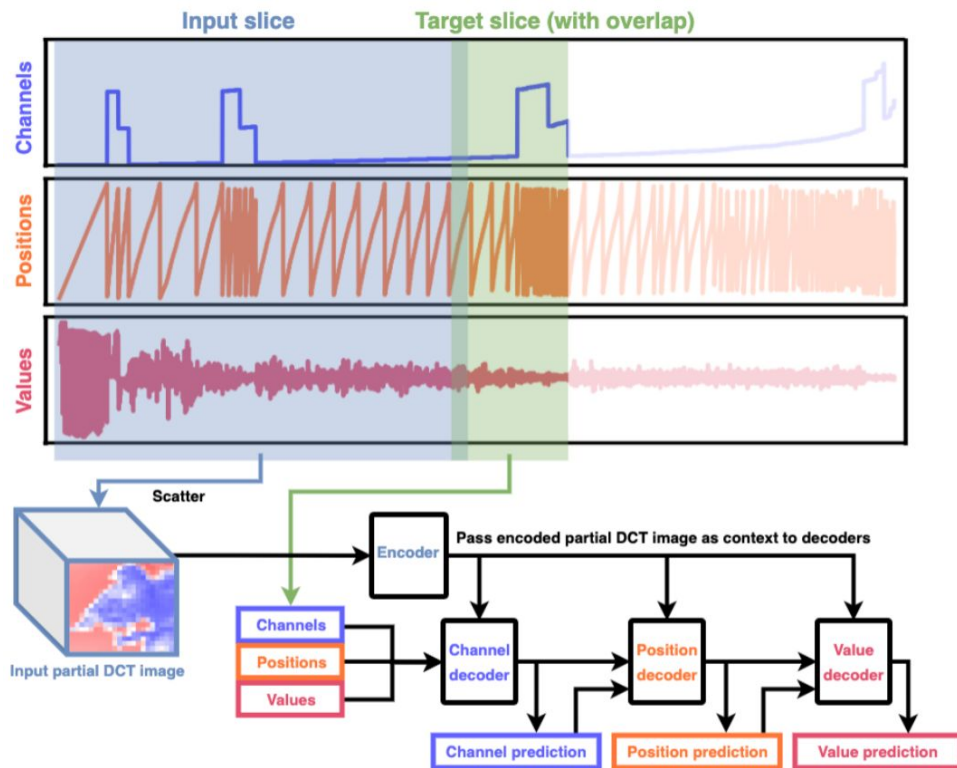 Input slice
Target slice (with overlap)
Channels
Positions
Values
Scatter
Encoder
Pass encoded partial DCT image as context to decoders
Input partial DCT image
Channels
Positions
Values
Channel
decoder
Position
decoder
Value
decoder
Channel prediction
Position prediction
Value prediction